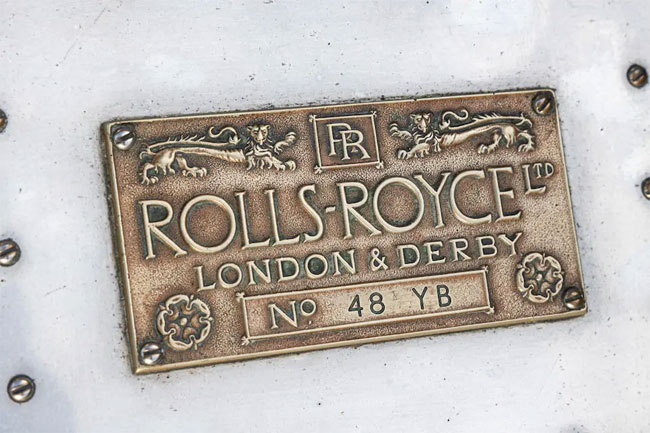 RR
ROLLS-ROYCE LTD
LONDON & DERBY
No 48 YB